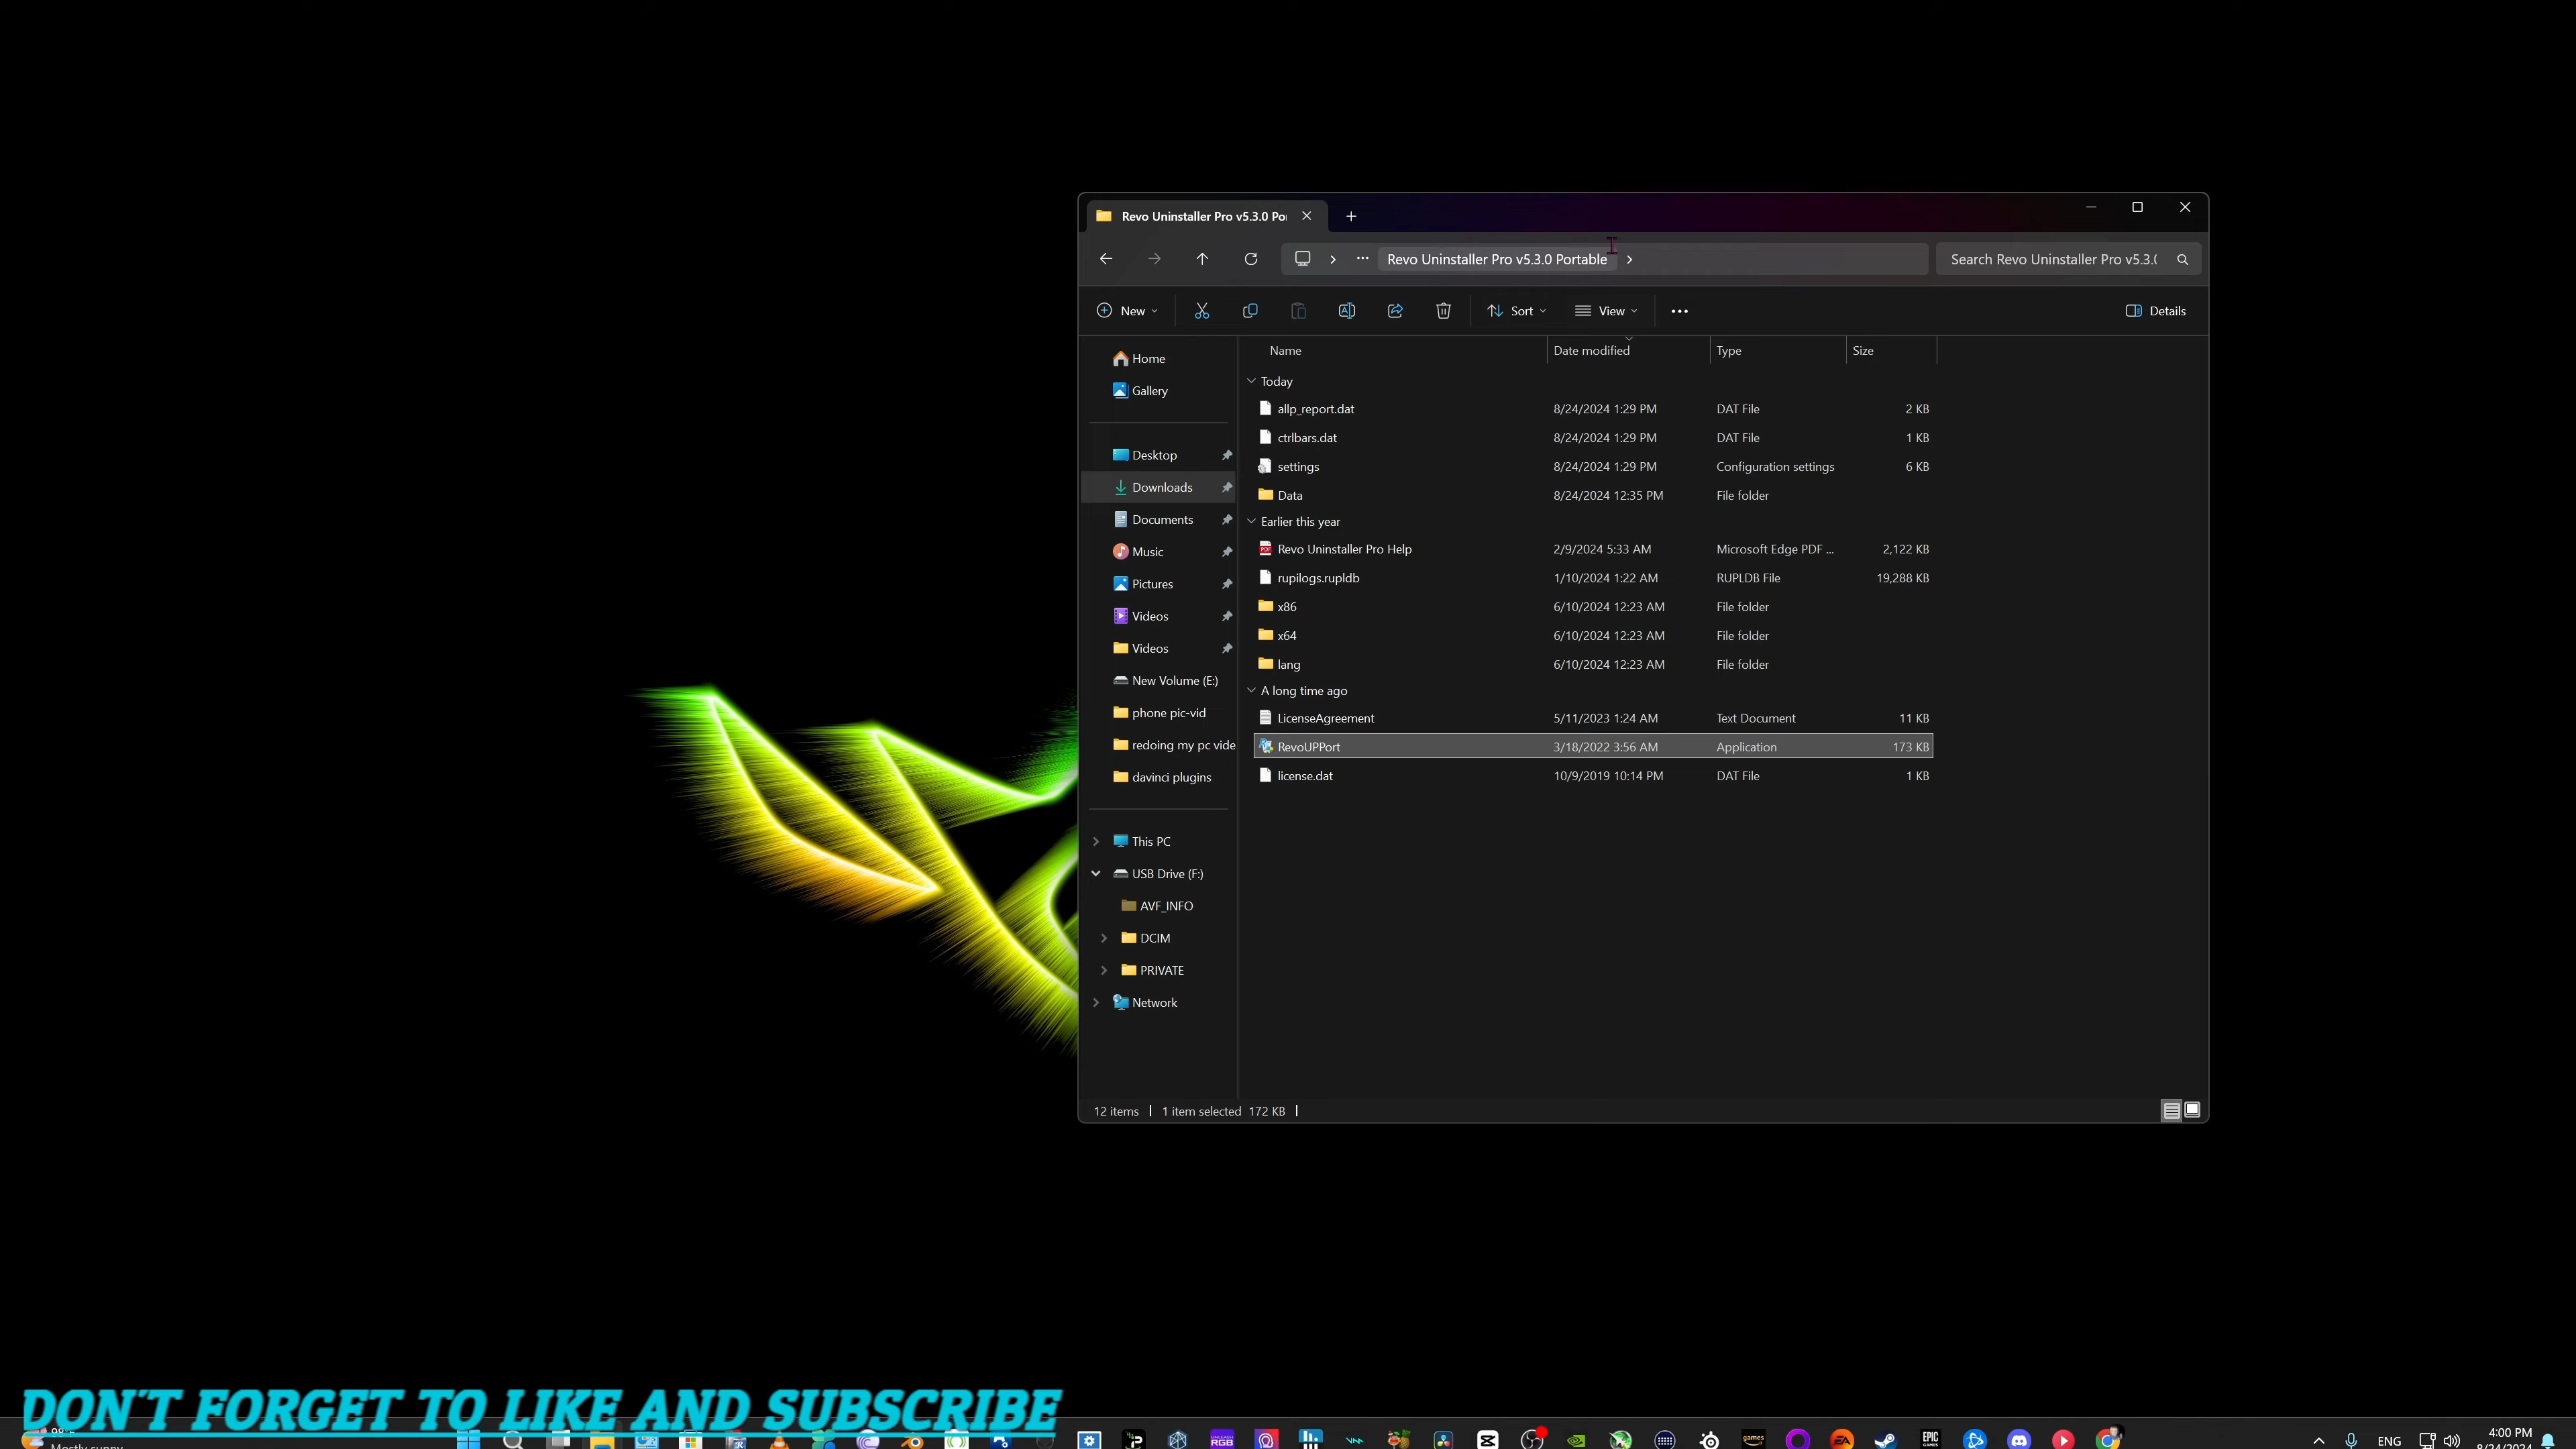 Revo Uninstaller Pro v5.3.0 Po
Revo Uninstaller Pro v5.3.0 Portable
Search Revo Uninstaller Pro v5.3.(
New
Sort
View
Details
Name Date modified Type Size
Home
Gallery
Desktop
Downloads
Documents
Music
Pictures
Videos
Videos
New Volume (E:)
phone pic-vid
redoing my pc vide
davinci plugins
This PC
USB Drive (F:)
AVF_INFO
DCIM
PRIVATE
Network
Today
allp_report.dat 8/24/2024 1:29 PM DAT File 2 KB
ctrlbars.dat 8/24/2024 1:29 PM DAT File 1 KB
settings 8/24/2024 1:29 PM Configuration settings 6 KB
Data 8/24/2024 12:35 PM File folder
Earlier this year
Revo Uninstaller Pro Help 2/9/2024 5:33 AM Microsoft Edge PDF ... 2,122 KB
rupilogs.rupldb 1/10/2024 1:22 AM RUPLDB File 19,288 KB
x86 6/10/2024 12:23 AM File folder
x64 6/10/2024 12:23 AM File folder
lang 6/10/2024 12:23 AM File folder
A long time ago
LicenseAgreement 5/11/2023 1:24 AM Text Document 11 KB
RevoUPPort 3/18/2022 3:56 AM Application 173 KB
license.dat 10/9/2019 10:14 PM DAT File 1 KB
12 items 1 item selected 172 KB
DON'T FORGET TO LIKE AND SUBSCRIBE
ENG
4:00 PM